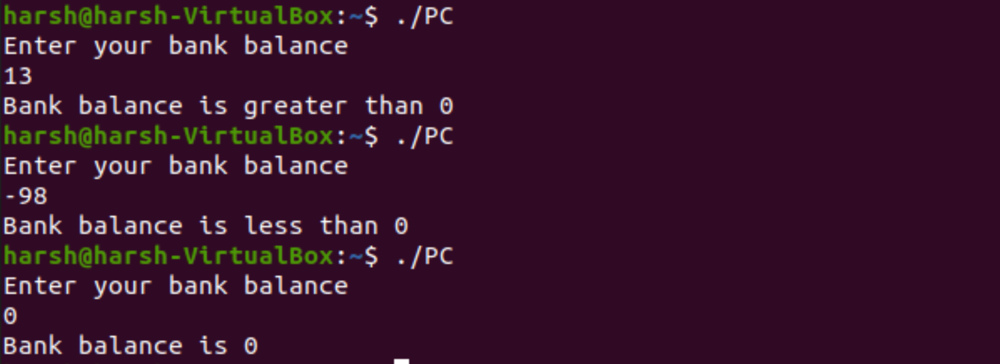 harsh@harsh-VirtualBox:~$ ./PC
Enter your bank balance
13
Bank balance is greater than 0
harsh@harsh-VirtualBox:~$ ./PC
Enter your bank balance
-98
Bank balance is less than 0
harsh@harsh-VirtualBox:~$ ./PC
Enter your bank balance
0
Bank balance is 0